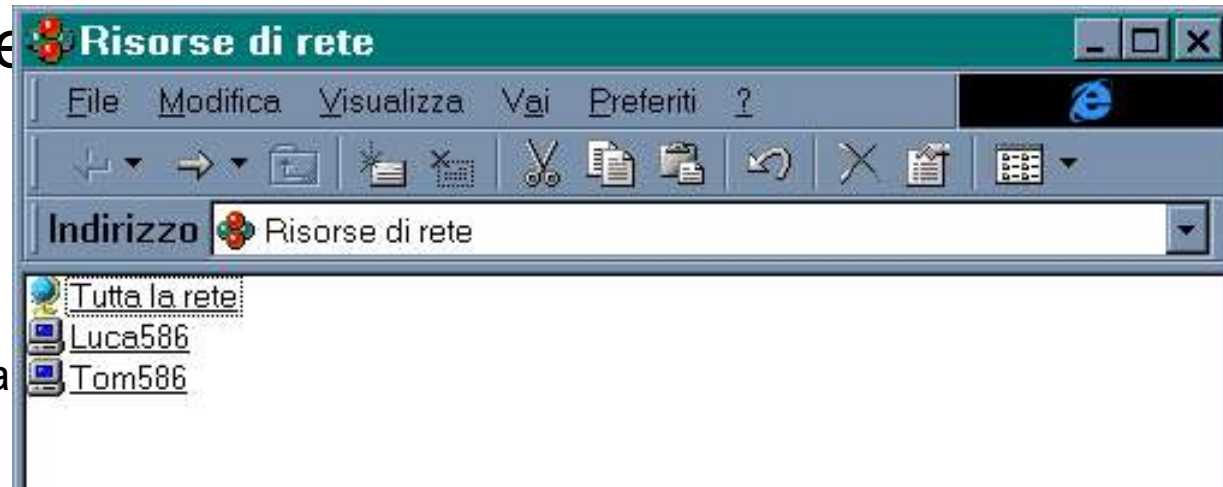 e
Risorse di rete
File Modifica Visualizza Vai Preferiti ?
Indirizzo Risorse di rete
Tutta la rete
Luca586
a
Tom586